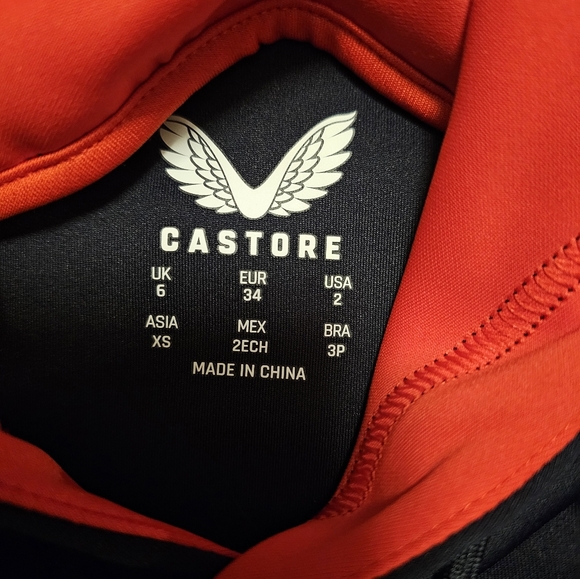 CASTORE
UK EUR USA
6 34 2
ASIA MEX BRA
XS 2ECH 3P
MADE IN CHINA